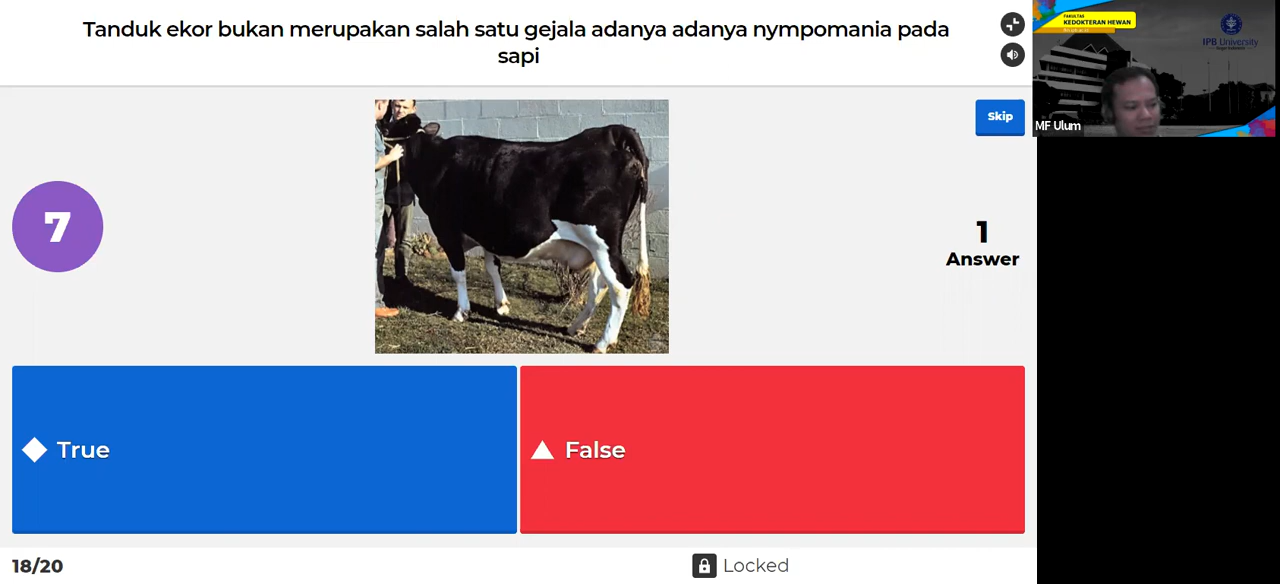 Tanduk ekor bukan merupakan salah satu gejala adanya adanya nympomania pada
sapi
Skip
7
1
Answer
True
False
18/20
Locked
FAKULTAS
KEDOKTERAN HEWAN
IPB University
MF Ulum